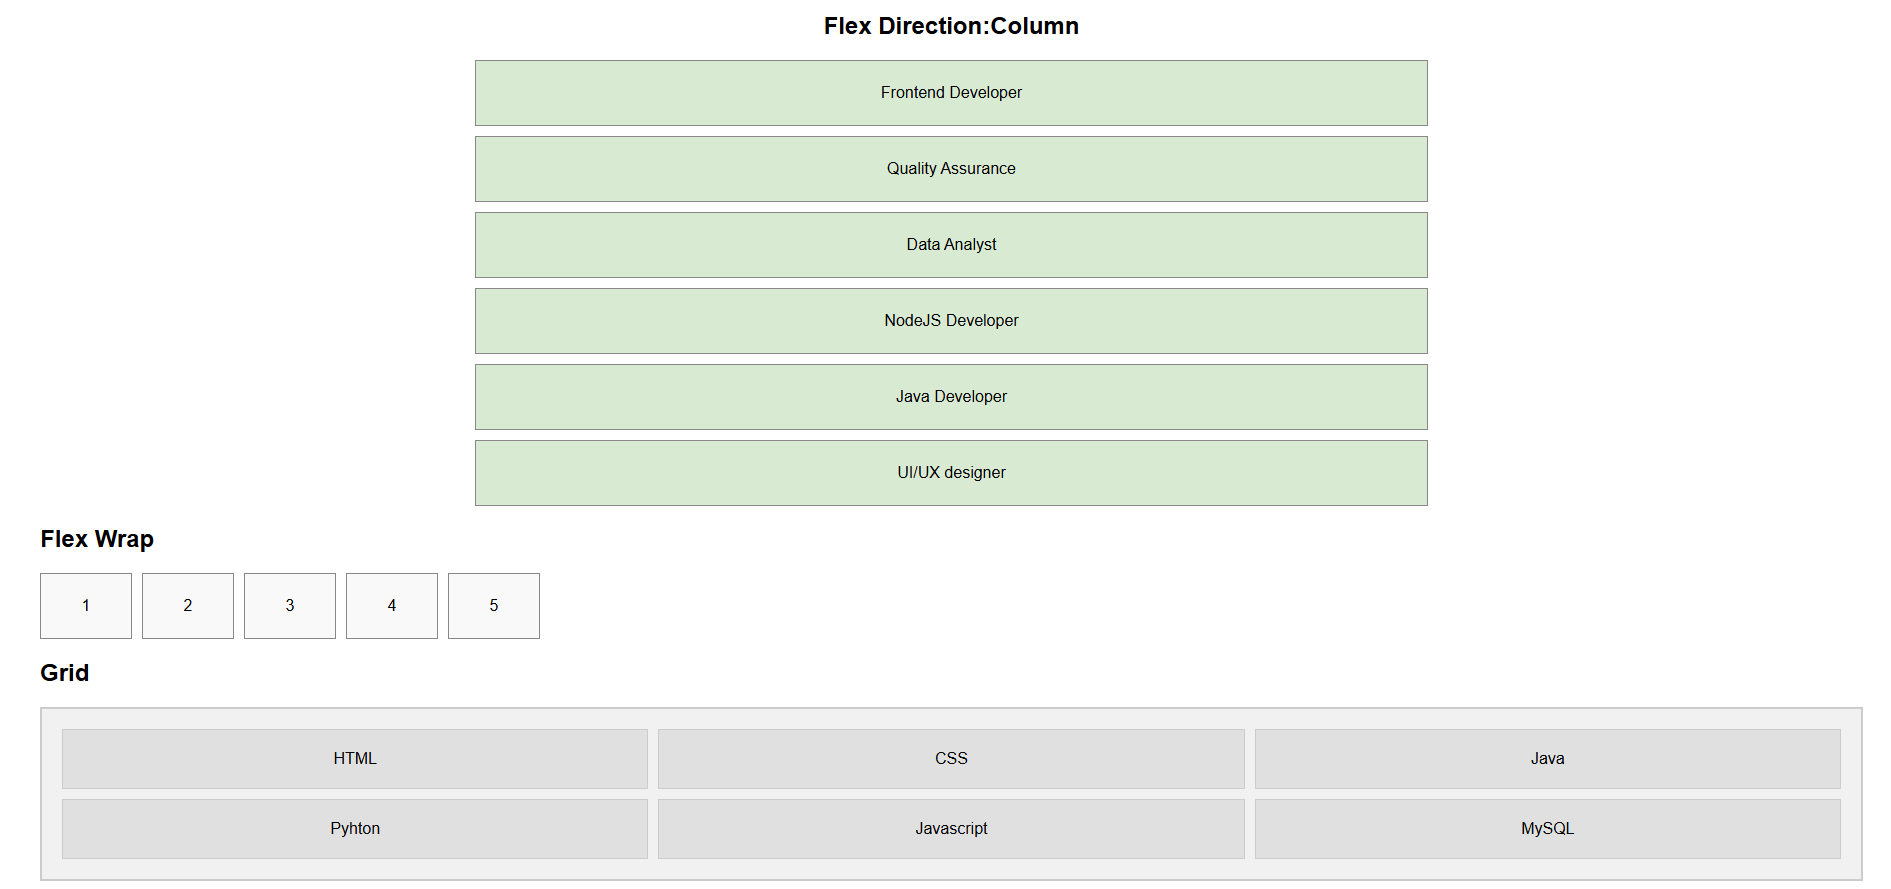 Flex Direction:Column
Frontend Developer
Quality Assurance
Data Analyst
NodeJS Developer
Java Developer
UI/UX designer
Flex Wrap
1 2 3 4 5
Grid
HTML CSS Java
Pyhton Javascript MySQL